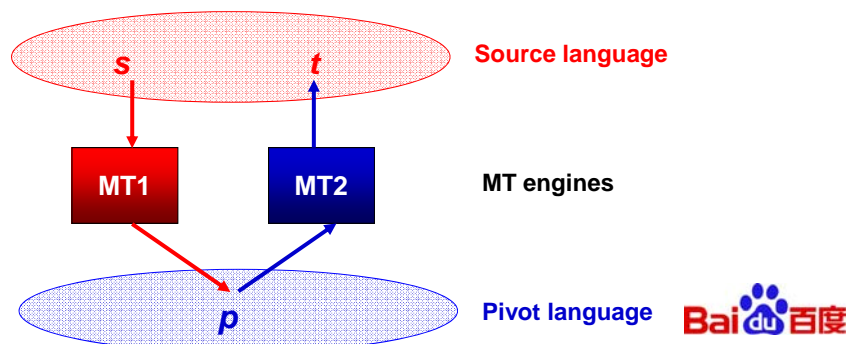 s t Source language
MT1 MT2 MT engines
p Pivot language Bai du 百度